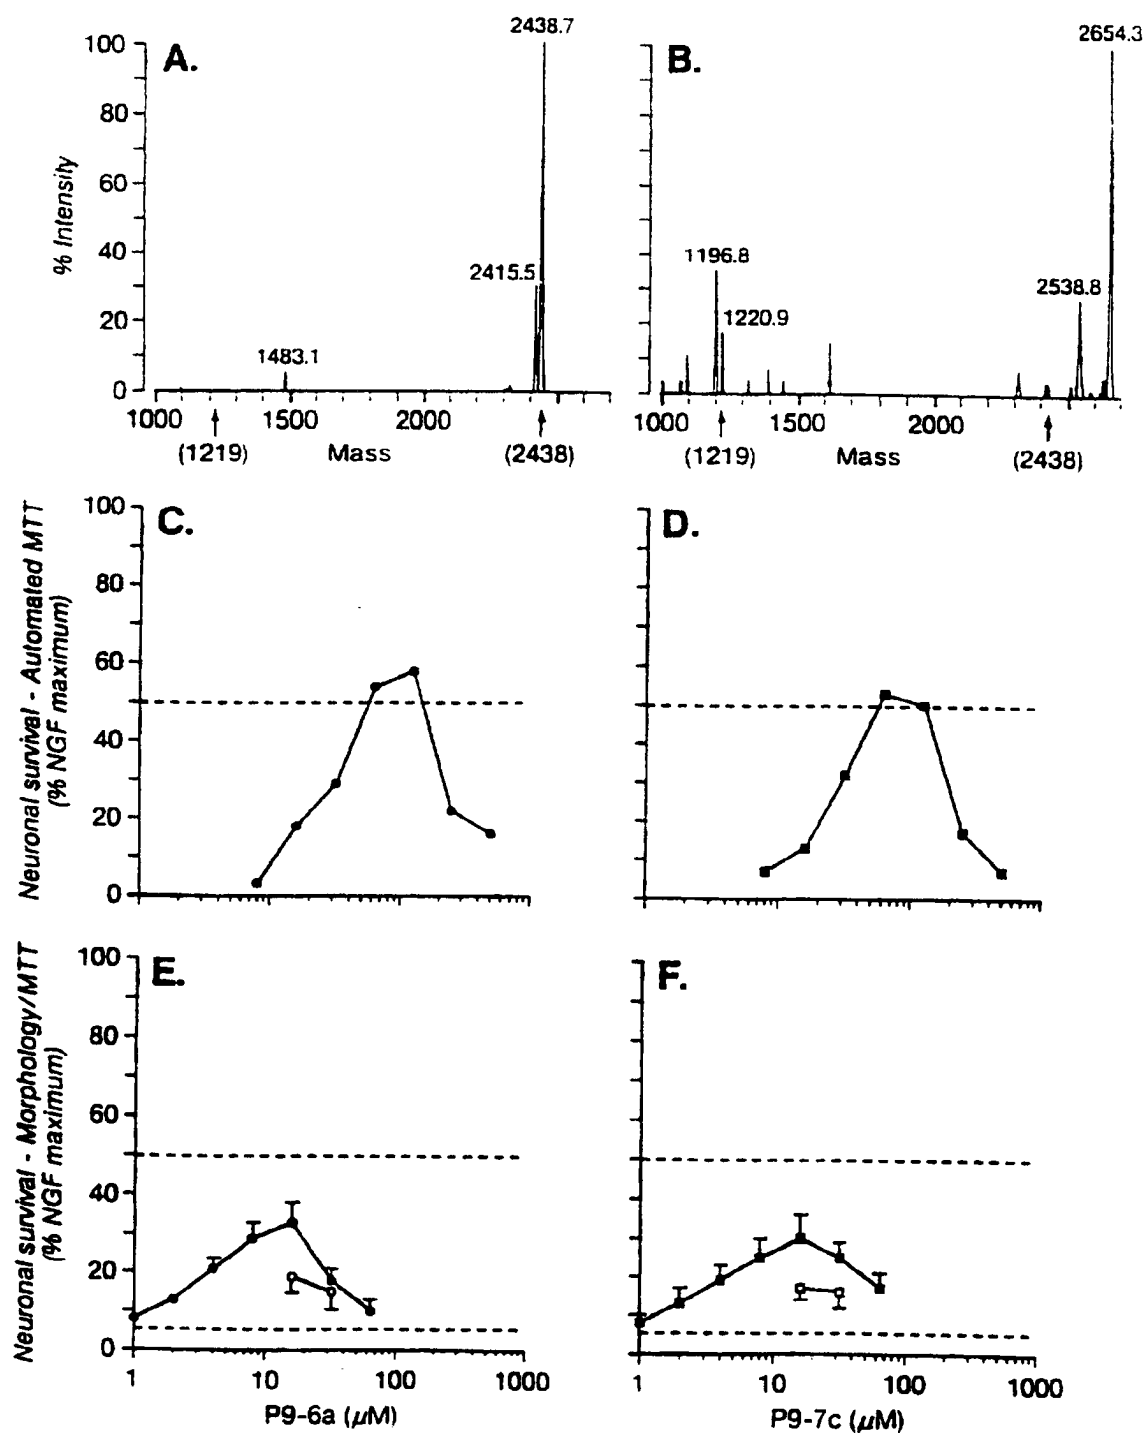 A.
2438.7
100
80
60
40
20
0
% Intensity
2415.5
1483.1
1000 1500 2000
(1219) Mass (2438)
B.
2654.3
1196.8
1220.9
2538.8
1000 1500 2000
(1219) Mass (2438)
C.
100
80
60
40
20
0
Neuronal survival - Automated MTT
(% NGF maximum)
D.
E.
100
80
60
40
20
0
Neuronal survival - Morphology/MTT
(% NGF maximum)
1 10 100 1000
P9-6a (µM)
F.
1 10 100 1000
P9-7c (µM)